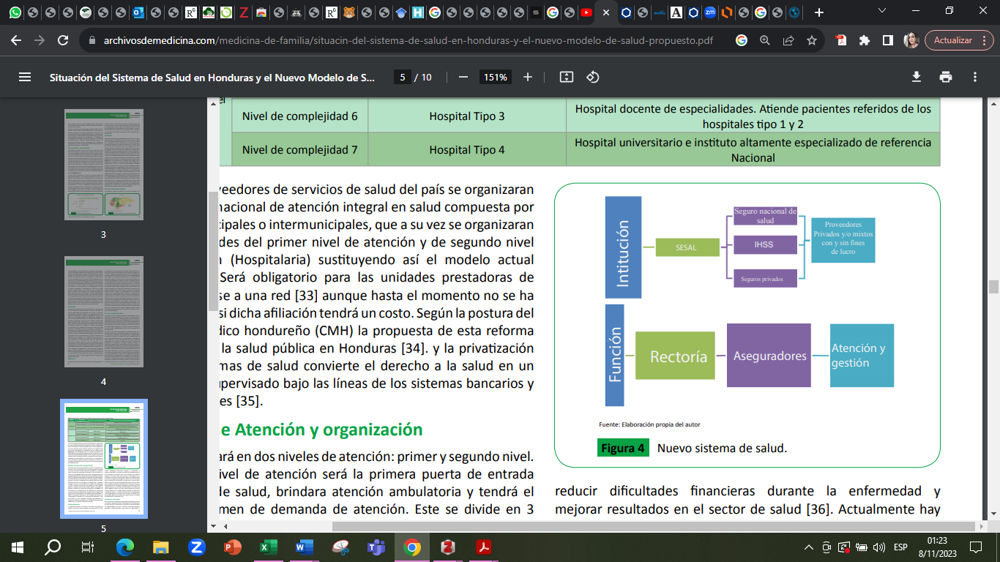 archivosdemedicina.com/medicina-de-familia/situacin-del-sistema-de-salud-en-honduras-y-el-nuevo-modelo-de-salud-propuesto.pdf
Actualizar
Situación del Sistema de Salud en Honduras y el Nuevo Modelo de S...
5 / 10
151%
3
4
5
el
Nivel de complejidad 6
Hospital Tipo 3
Hospital docente de especialidades. Atiende pacientes referidos de los
hospitales tipo 1 y 2
Nivel de complejidad 7
Hospital Tipo 4
Hospital universitario e instituto altamente especializado de referencia
Nacional
veedores de servicios de salud del país se organizaran
nacional de atención integral en salud compuesta por
cipales o intermunicipales, que a su vez se organizaran
des del primer nivel de atención y de segundo nivel
n (Hospitalaria) sustituyendo así el modelo actual
Será obligatorio para las unidades prestadoras de
se a una red [33] aunque hasta el momento no se ha
si dicha afiliación tendrá un costo. Según la postura del
dico hondureño (CMH) la propuesta de esta reforma
la salud pública en Honduras [34]. y la privatización
mas de salud convierte el derecho a la salud en un
upervisado bajo las líneas de los sistemas bancarios y
es [35].
e Atención y organización
ará en dos niveles de atención: primer y segundo nivel.
ivel de atención será la primera puerta de entrada
de salud, brindara atención ambulatoria y tendrá el
men de demanda de atención. Este se divide en 3
Intitución
SESAL
Seguro nacional de
salud
IHSS
Seguros privados
Proveedores
Privados y/o mixtos
con y sin fines
de lucro
Función
Rectoría
Aseguradores
Atención y
gestión
Fuente: Elaboración propia del autor
Figura 4 Nuevo sistema de salud.
reducir dificultades financieras durante la enfermedad y
mejorar resultados en el sector de salud [36]. Actualmente hay
ESP
01:23
8/11/2023